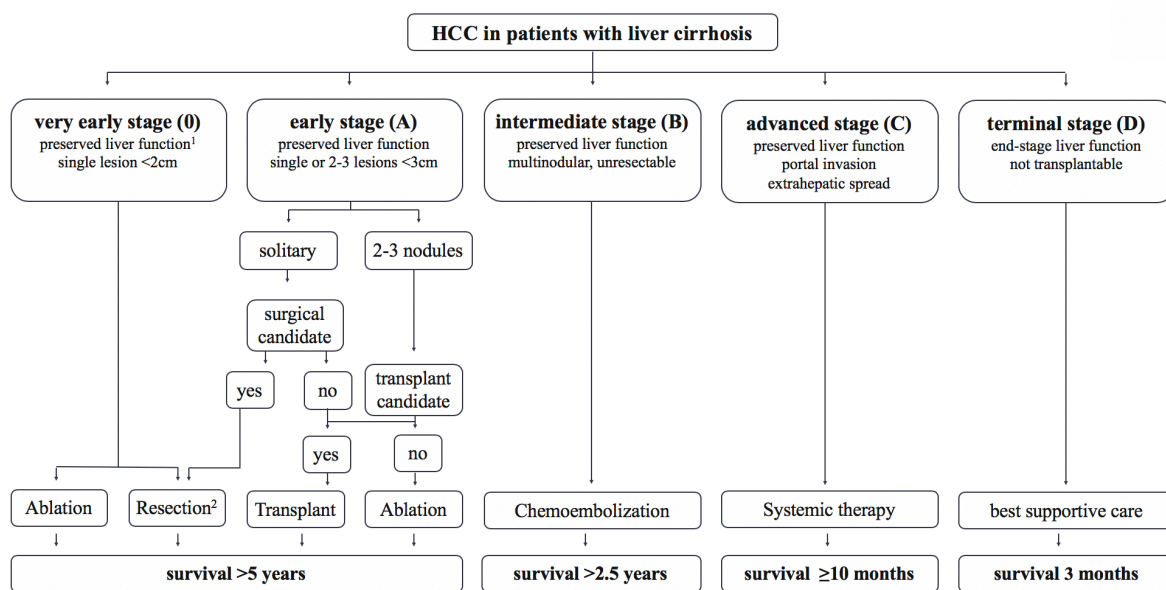 HCC in patients with liver cirrhosis
very early stage (0)
preserved liver function1
single lesion <2cm
early stage (A)
preserved liver function
single or 2-3 lesions <3cm
intermediate stage (B)
preserved liver function
multinodular, unresectable
advanced stage (C)
preserved liver function
portal invasion
extrahepatic spread
terminal stage (D)
end-stage liver function
not transplantable
solitary
2-3 nodules
surgical
candidate
yes
no
transplant
candidate
yes
no
Ablation
Resection2
Transplant
Ablation
Chemoembolization
Systemic therapy
best supportive care
survival >5 years
survival >2.5 years
survival ≥10 months
survival 3 months